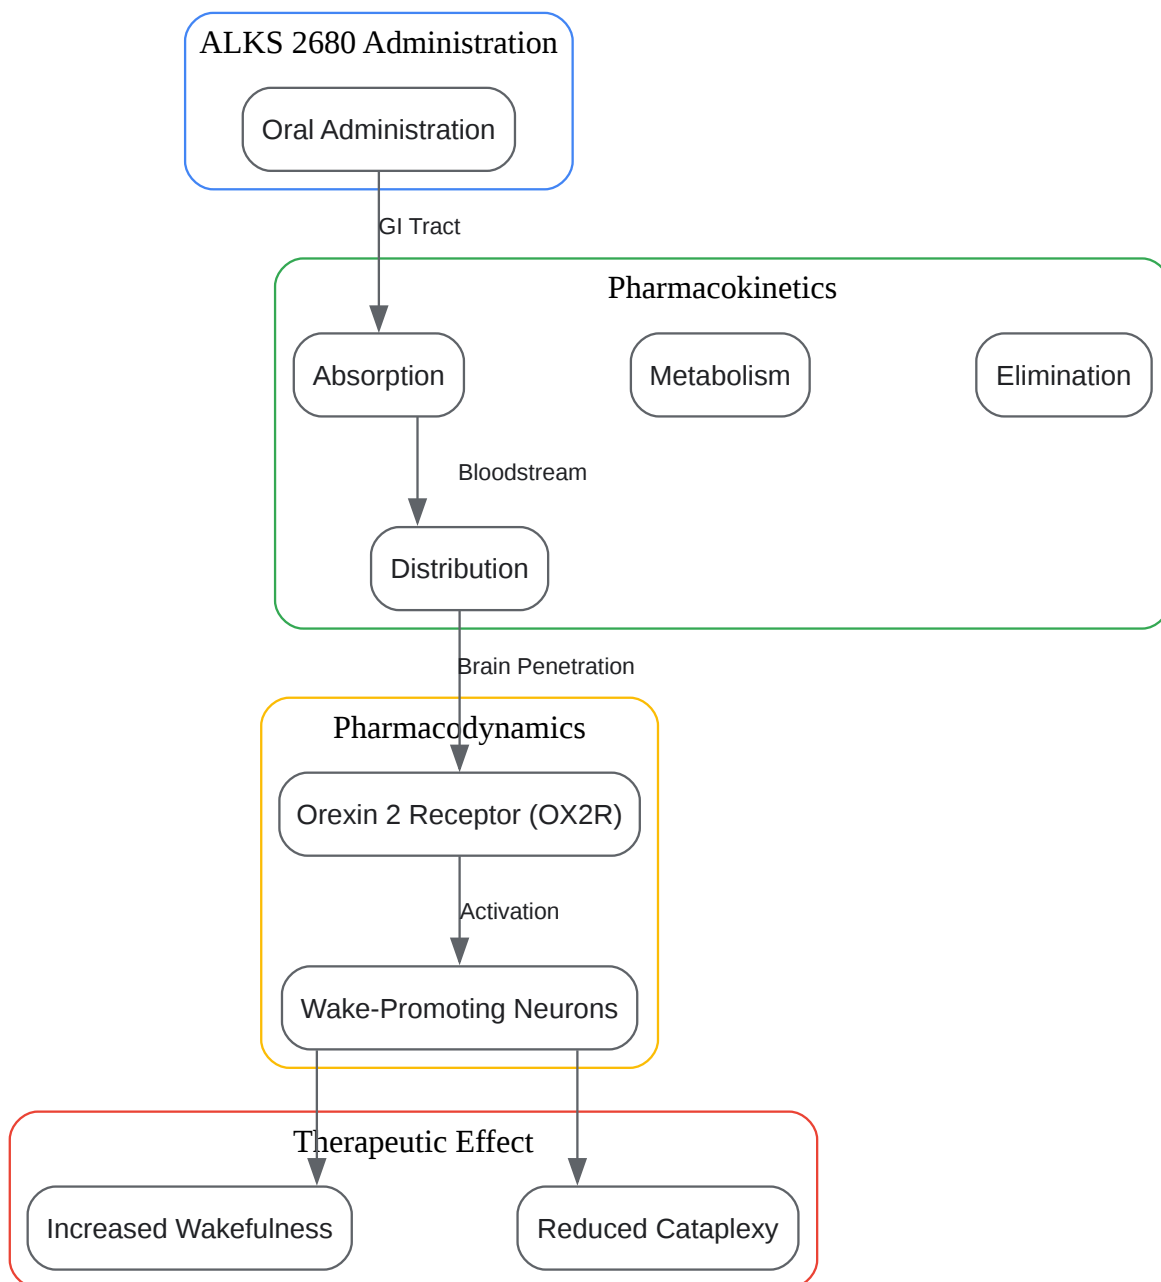 ALKS 2680 Administration
Oral Administration
GI Tract
Pharmacokinetics
Absorption
Metabolism
Elimination
Bloodstream
Distribution
Brain Penetration
Pharmacodynamics
Orexin 2 Receptor (OX2R)
Activation
Wake-Promoting Neurons
Therapeutic Effect
Increased Wakefulness
Reduced Cataplexy